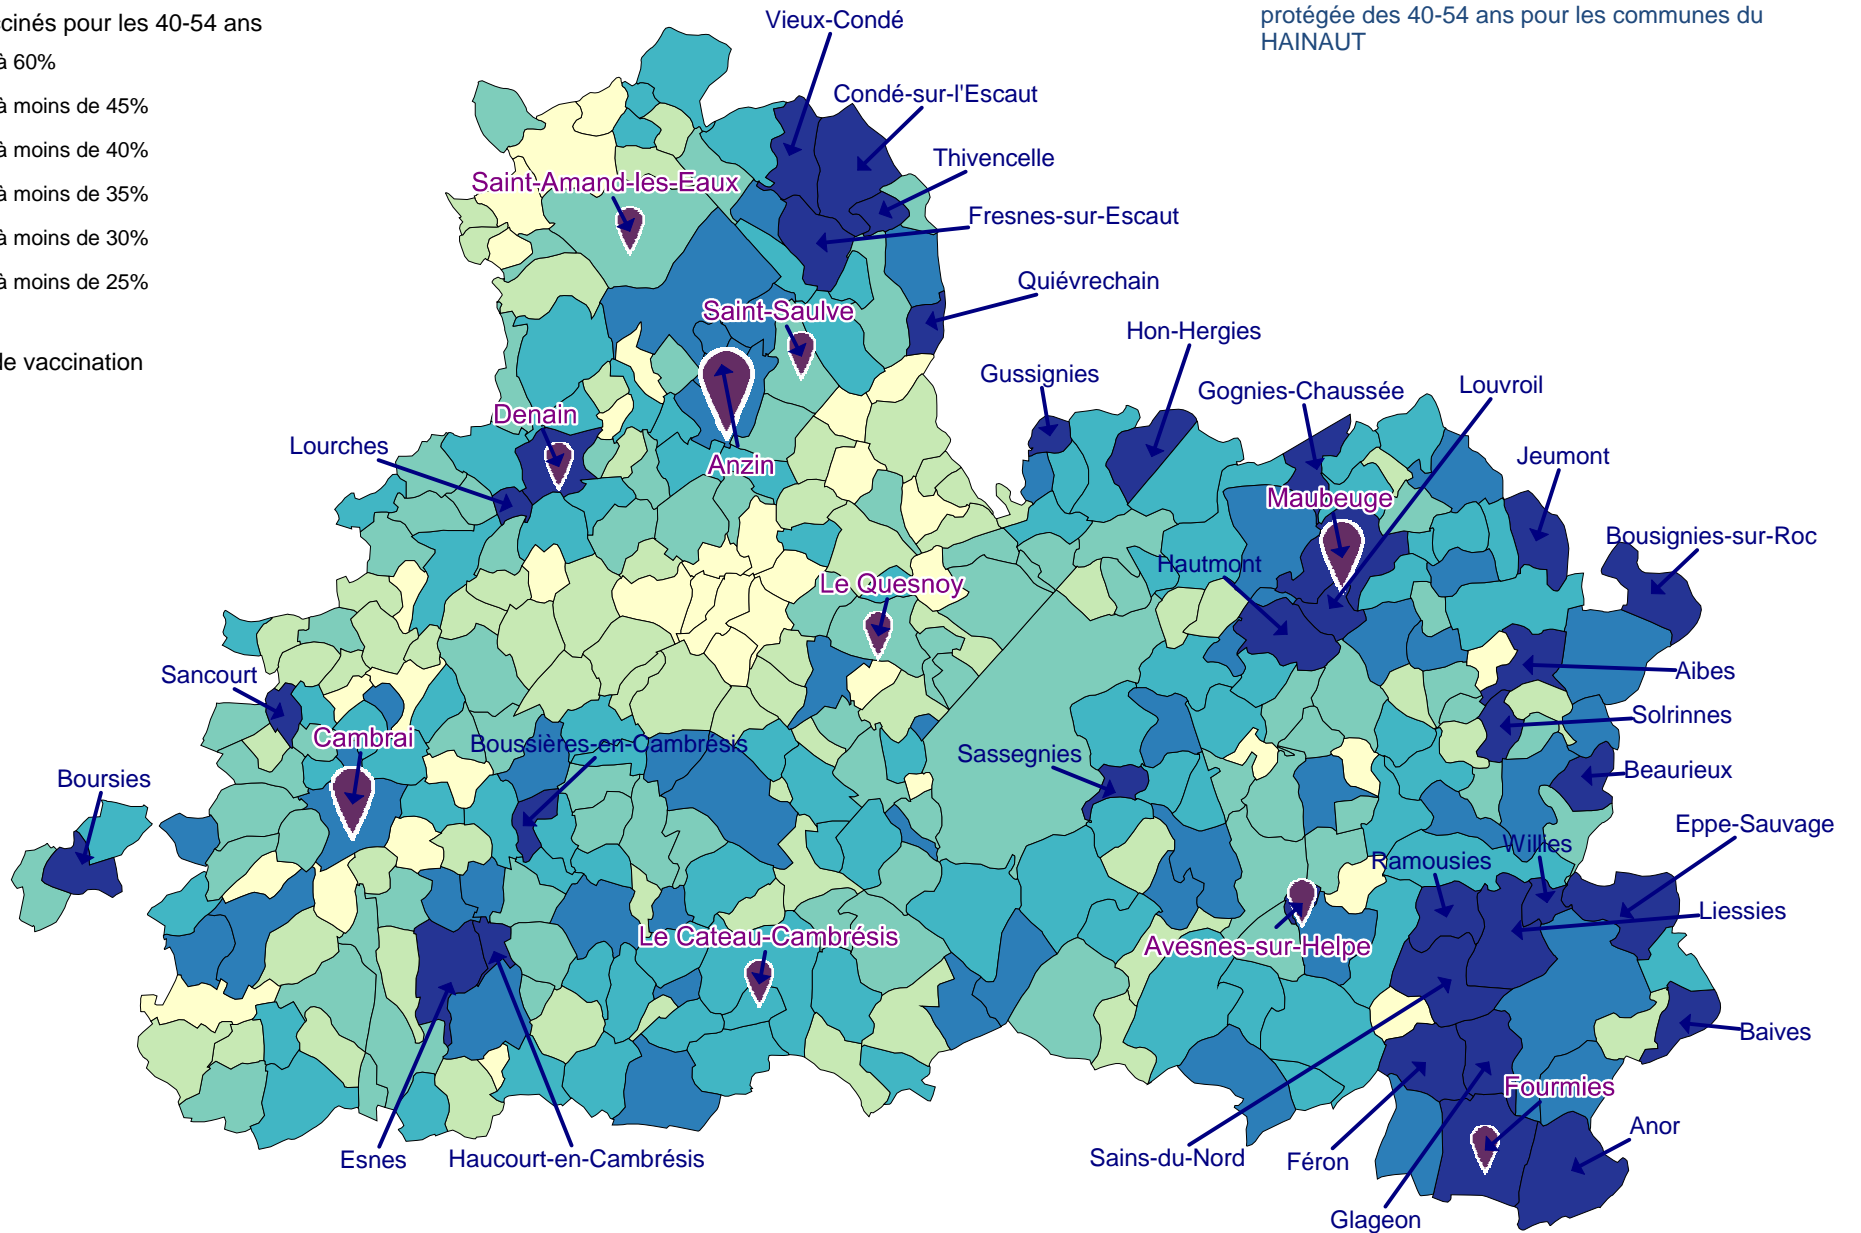 ccinés pour les 40-54 ans
à 60%
à moins de 45%
à moins de 40%
à moins de 35%
à moins de 30%
à moins de 25%
le vaccination
protégée des 40-54 ans pour les communes du
HAINAUT
Vieux-Condé
Condé-sur-l'Escaut
Thivencelle
Saint-Amand-les-Eaux
Fresnes-sur-Escaut
Quiévrechain
Saint-Saulve
Hon-Hergies
Gussignies
Gognies-Chaussée
Louvroil
Denain
Lourches
Anzin
Jeumont
Maubeuge
Bousignies-sur-Roc
Hautmont
Le Quesnoy
Sancourt
Aibes
Solrinnes
Cambrai
Boussières-en-Cambrésis
Sassegnies
Beaurieux
Boursies
Eppe-Sauvage
Willies
Ramousies
Liessies
Le Cateau-Cambrésis
Avesnes-sur-Helpe
Baives
Fourmies
Anor
Esnes
Haucourt-en-Cambrésis
Sains-du-Nord
Féron
Glageon